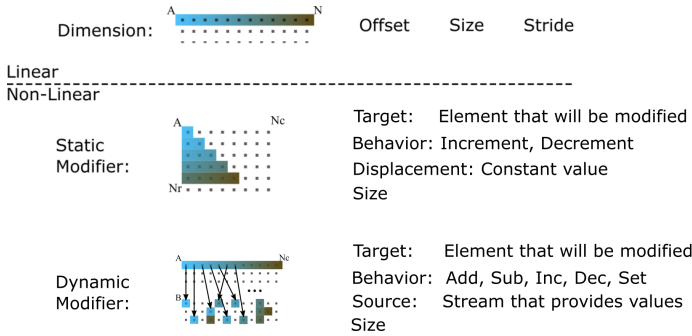 A N
Dimension: Offset Size Stride
Linear
Non-Linear
A Nc
Static
Modifier:
Nr
Target: Element that will be modified
Behavior: Increment, Decrement
Displacement: Constant value
Size
A Nc
B
Dynamic
Modifier:
Target: Element that will be modified
Behavior: Add, Sub, Inc, Dec, Set
Source: Stream that provides values
Size